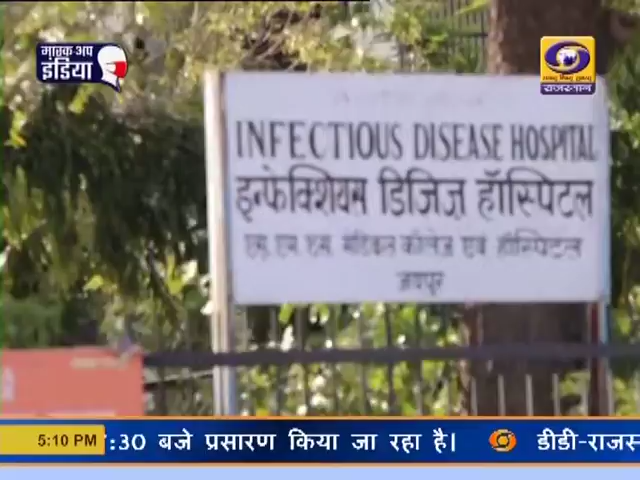 मास्क अप
इंडिया
राजस्थान
INFECTIOUS DISEASE HOSPITAL
इन्फेक्शियस डिजिज़ हॉस्पिटल
एस. एम. एस. मेडिकल कॉलेज एवं हॉस्पिटल
जयपुर
5:10 PM
:30 बजे प्रसारण किया जा रहा है।
डीडी-राजस